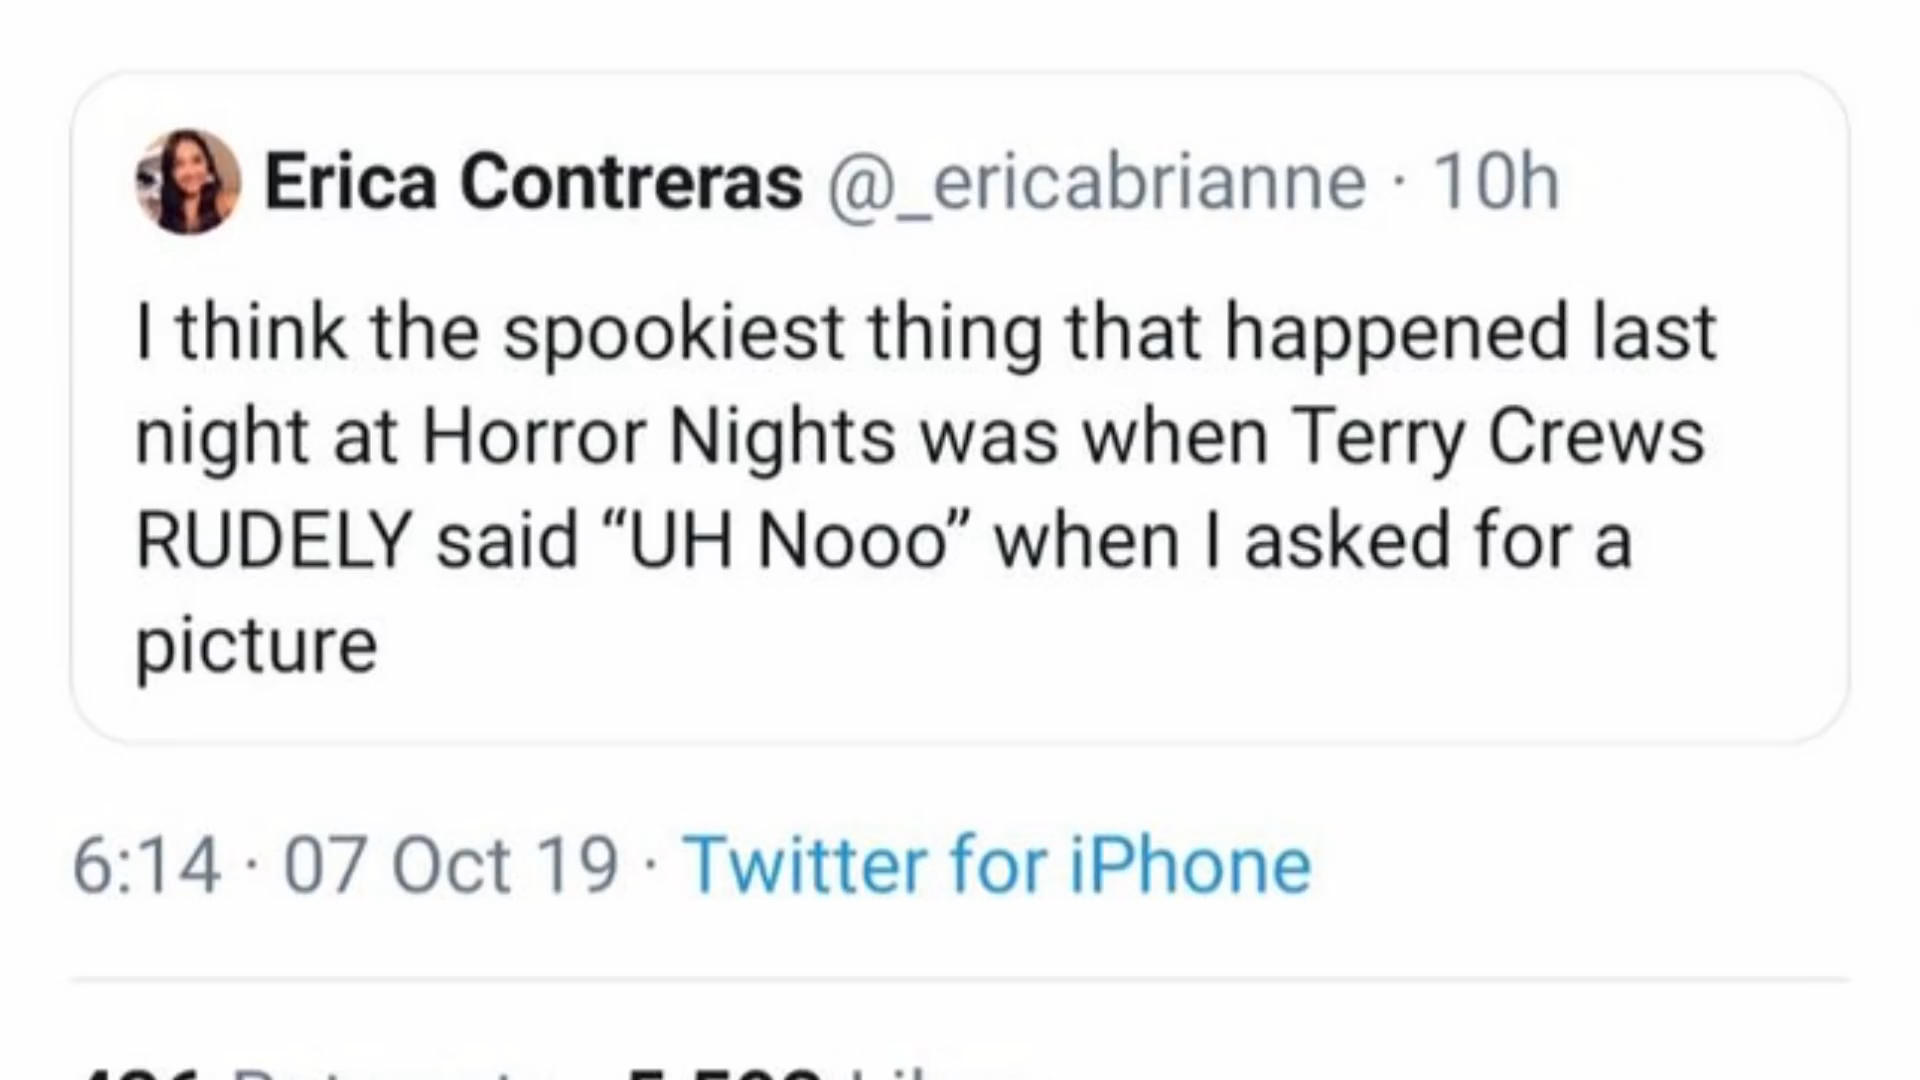 Erica Contreras @_ericabrianne · 10h
I think the spookiest thing that happened last
night at Horror Nights was when Terry Crews
RUDELY said “UH Nooo” when I asked for a
picture
6:14 · 07 Oct 19 · Twitter for iPhone